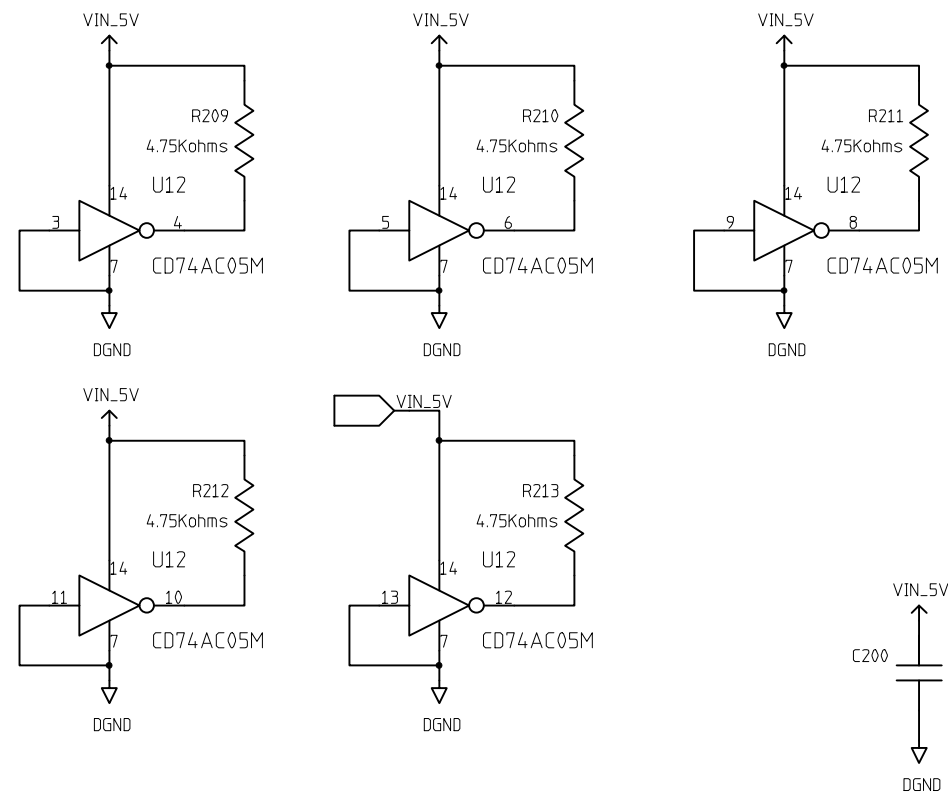 VIN_5V VIN_5V VIN_5V
R209 R210 R211
4.75Kohms 4.75Kohms 4.75Kohms
14 U12 14 U12 14 U12
3 4 5 6 9 8
7 CD74AC05M 7 CD74AC05M 7 CD74AC05M
DGND DGND DGND
VIN_5V VIN_5V
R212 R213
4.75Kohms 4.75Kohms
14 U12 14 U12
11 10 13 12
VIN_5V
7 CD74AC05M 7 CD74AC05M
C200
DGND DGND
DGND